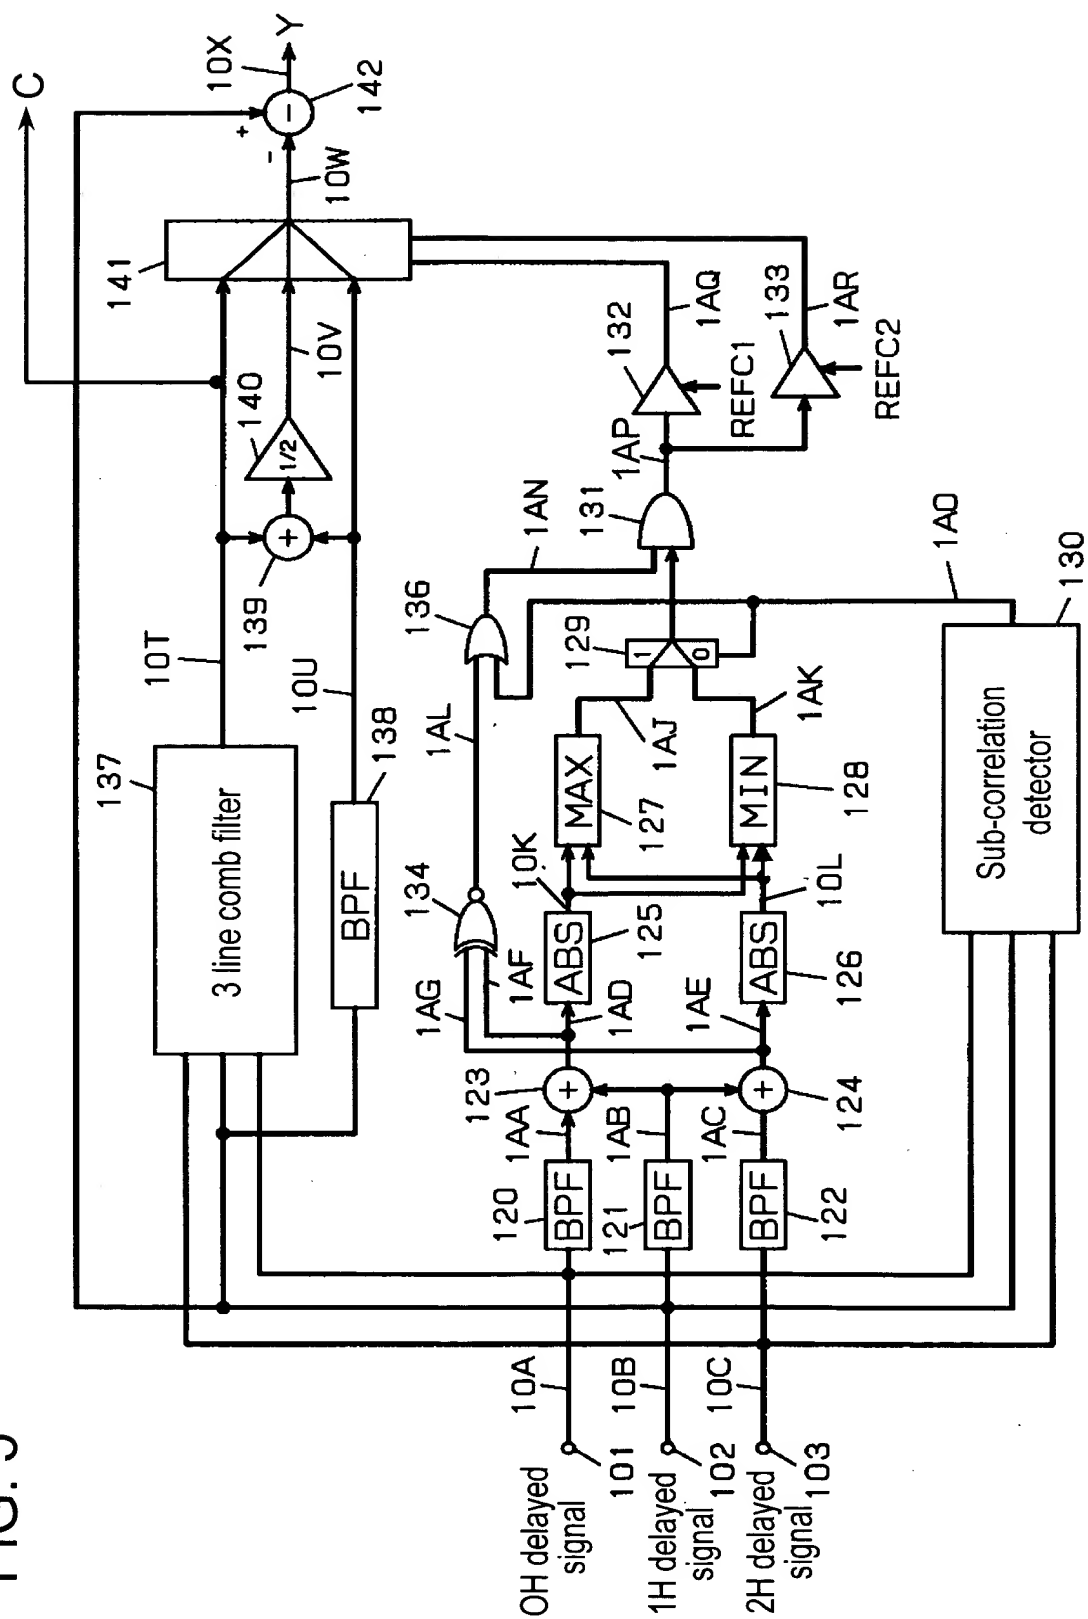 FIG.
C
137
3 line comb filter
10T
141
10X
Y
+
-
-
142
10W
10U
139
+
140
1/2
10V
BPF
138
1AG
134
1AL
136
1AN
1AF
0H delayed
signal
101
10A
120
BPF
1AA
123
+
1AD
ABS
125
10K
MAX
127
1AJ
129
1
0
131
1AP
132
1AQ
REFC1
1H delayed
signal
102
10B
121
BPF
1AB
2H delayed
signal
103
10C
BPF
122
1AC
+
124
1AE
ABS
126
10L
MIN
128
1AK
133
1AR
REFC2
Sub-correlation
detector
1AO
130